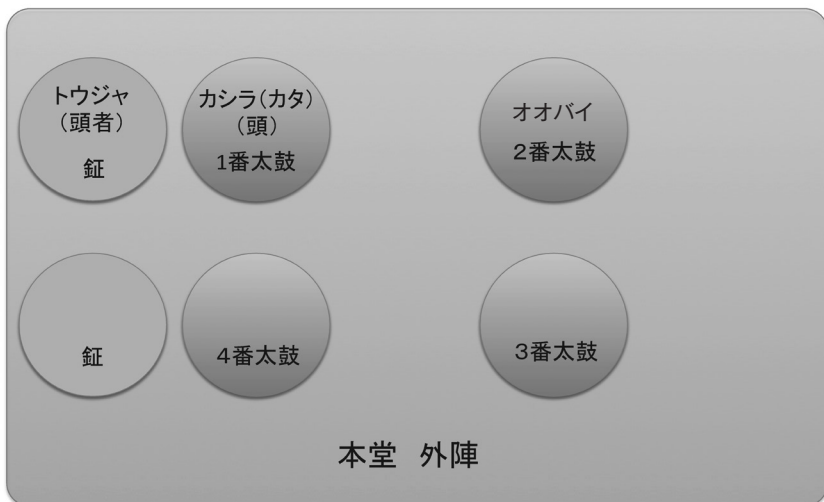 トウジャ
(頭者)
鉦
カシラ(カタ)
(頭)
1番太鼓
オオバイ
２番太鼓
鉦
４番太鼓
３番太鼓
本堂　外陣